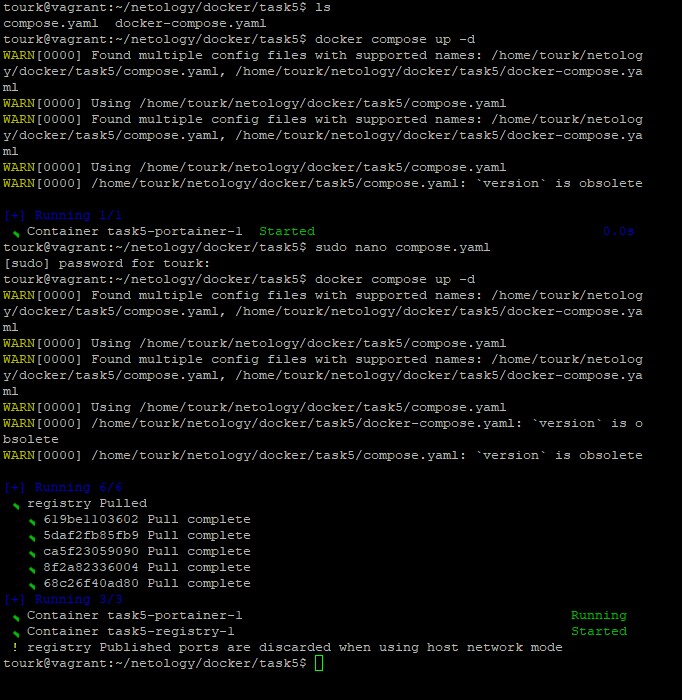 tourk@vagrant:~/netology/docker/task5$ ls
compose.yaml  docker-compose.yaml
tourk@vagrant:~/netology/docker/task5$ docker compose up -d
WARN[0000] Found multiple config files with supported names: /home/tourk/netolog
y/docker/task5/compose.yaml, /home/tourk/netology/docker/task5/docker-compose.ya
ml
WARN[0000] Using /home/tourk/netology/docker/task5/compose.yaml
WARN[0000] Found multiple config files with supported names: /home/tourk/netolog
y/docker/task5/compose.yaml, /home/tourk/netology/docker/task5/docker-compose.ya
ml
WARN[0000] Using /home/tourk/netology/docker/task5/compose.yaml
WARN[0000] /home/tourk/netology/docker/task5/compose.yaml: `version` is obsolete
[+] Running 1/1
Container task5-portainer-1  Started 0.0s
tourk@vagrant:~/netology/docker/task5$ sudo nano compose.yaml
[sudo] password for tourk:
tourk@vagrant:~/netology/docker/task5$ docker compose up -d
WARN[0000] Found multiple config files with supported names: /home/tourk/netolog
y/docker/task5/compose.yaml, /home/tourk/netology/docker/task5/docker-compose.ya
ml
WARN[0000] Using /home/tourk/netology/docker/task5/compose.yaml
WARN[0000] Found multiple config files with supported names: /home/tourk/netolog
y/docker/task5/compose.yaml, /home/tourk/netology/docker/task5/docker-compose.ya
ml
WARN[0000] Using /home/tourk/netology/docker/task5/compose.yaml
WARN[0000] /home/tourk/netology/docker/task5/docker-compose.yaml: `version` is o
bsolete
WARN[0000] /home/tourk/netology/docker/task5/compose.yaml: `version` is obsolete
[+] Running 6/6
registry Pulled
619be1103602 Pull complete
5daf2fb85fb9 Pull complete
ca5f23059090 Pull complete
8f2a82336004 Pull complete
68c26f40ad80 Pull complete
[+] Running 3/3
Container task5-portainer-1 Running
Container task5-registry-1 Started
! registry Published ports are discarded when using host network mode
tourk@vagrant:~/netology/docker/task5$